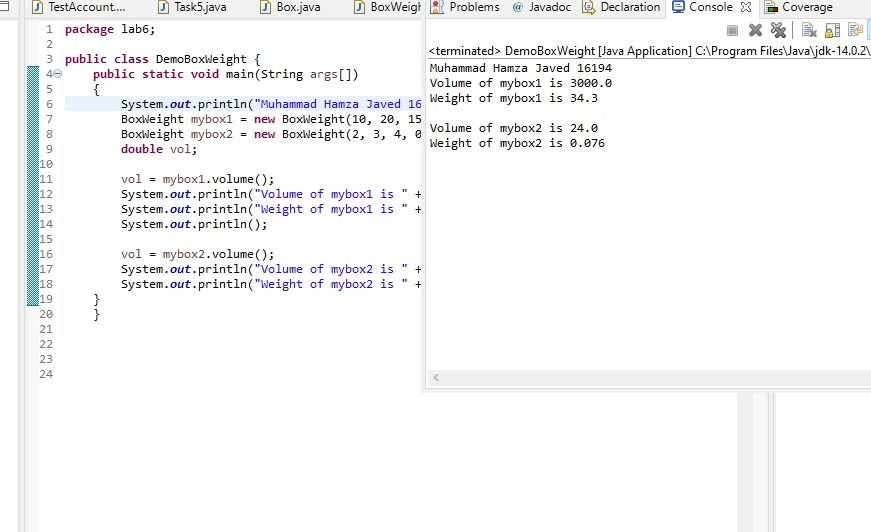 TestAccount.... Task5.java Box.java BoxWeigh Problems @ Javadoc Declaration Console Coverage
<terminated> DemoBoxWeight [Java Application] C:\Program Files\Java\jdk-14.0.2\
1 package lab6;
2
3 public class DemoBoxWeight {
4 public static void main(String args[])
5 {
6 System.out.println("Muhammad Hamza Javed 16
7 BoxWeight mybox1 = new BoxWeight(10, 20, 15
8 BoxWeight mybox2 = new BoxWeight(2, 3, 4, 0
9 double vol;
10
11 vol = mybox1.volume();
12 System.out.println("Volume of mybox1 is " +
13 System.out.println("Weight of mybox1 is " +
14 System.out.println();
15
16 vol = mybox2.volume();
17 System.out.println("Volume of mybox2 is " +
18 System.out.println("Weight of mybox2 is " +
19 }
20 }
21
22
23
24
Muhammad Hamza Javed 16194
Volume of mybox1 is 3000.0
Weight of mybox1 is 34.3
Volume of mybox2 is 24.0
Weight of mybox2 is 0.076